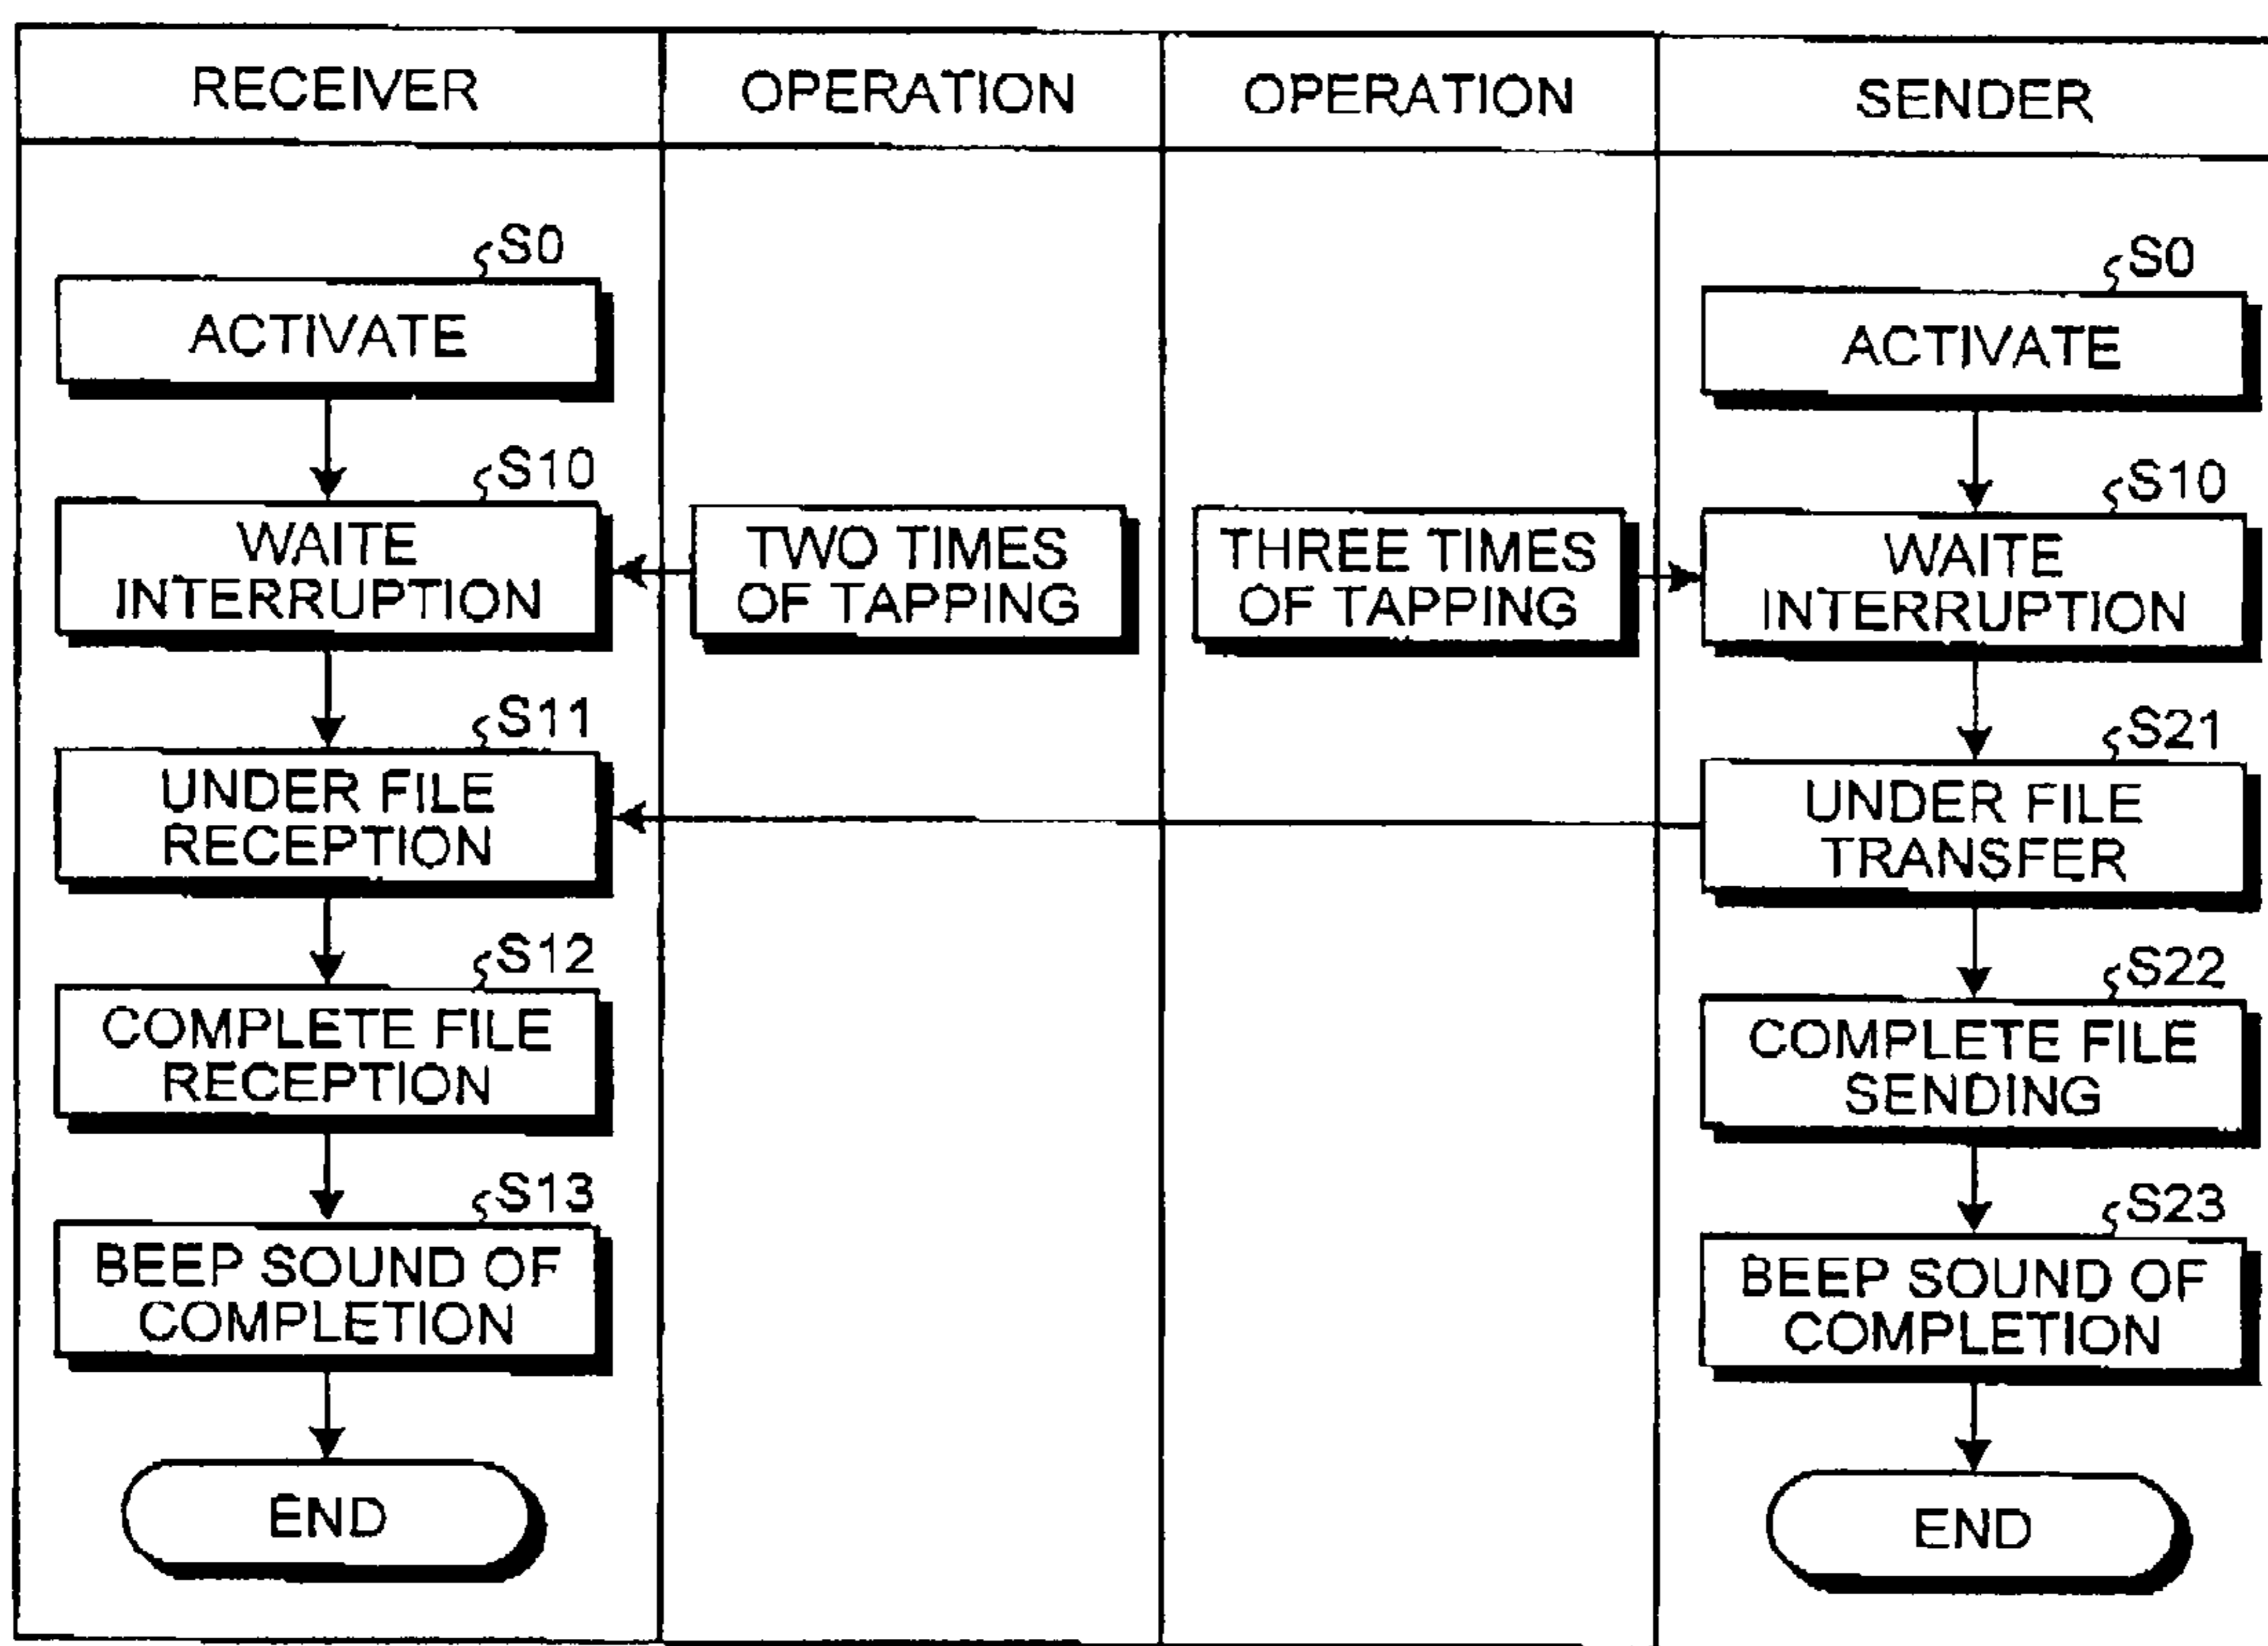 RECEIVER
OPERATION
OPERATION
SENDER
S0
ACTIVATE
S0
ACTIVATE
S10
WAITE
INTERRUPTION
TWO TIMES
OF TAPPING
THREE TIMES
OF TAPPING
S10
WAITE
INTERRUPTION
S11
UNDER FILE
RECEPTION
S21
UNDER FILE
TRANSFER
S12
COMPLETE FILE
RECEPTION
S22
COMPLETE FILE
SENDING
S13
BEEP SOUND OF
COMPLETION
S23
BEEP SOUND OF
COMPLETION
END
END